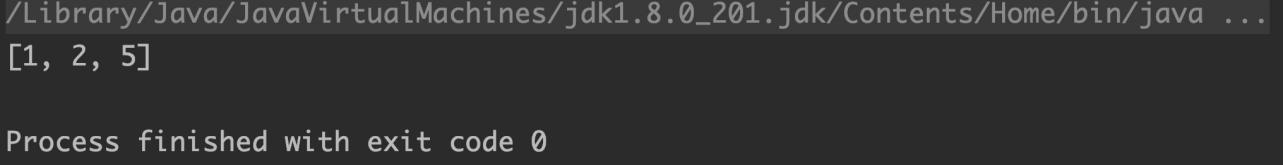 /Library/Java/JavaVirtualMachines/jdk1.8.0_201.jdk/Contents/Home/bin/java ...
[1, 2, 5]
Process finished with exit code 0